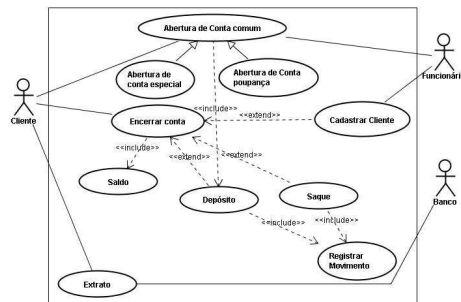 Abertura de Conta comum
Abertura de
conta especial
Abertura de Conta
poupança
Funcionári
Cliente
<<include>>
Encerrar conta
<<extend>>
Cadastrar Cliente
<<include>>
<<extend>>
<<extend>>
Saldo
Depósito
Saque
Banco
<<include>>
<<include>>
Registrar
Movimento
Extrato